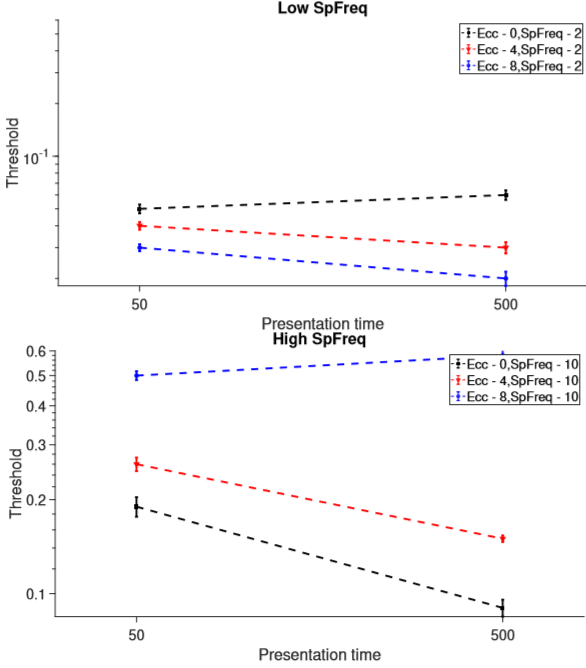 Low SpFreq
Ecc - 0,SpFreq - 2
Ecc - 4,SpFreq - 2
Ecc - 8,SpFreq - 2
Threshold
10-1
50
500
Presentation time
High SpFreq
Ecc - 0,SpFreq - 10
Ecc - 4,SpFreq - 10
Ecc - 8,SpFreq - 10
Threshold
0.6
0.5
0.4
0.3
0.2
0.1
50
500
Presentation time